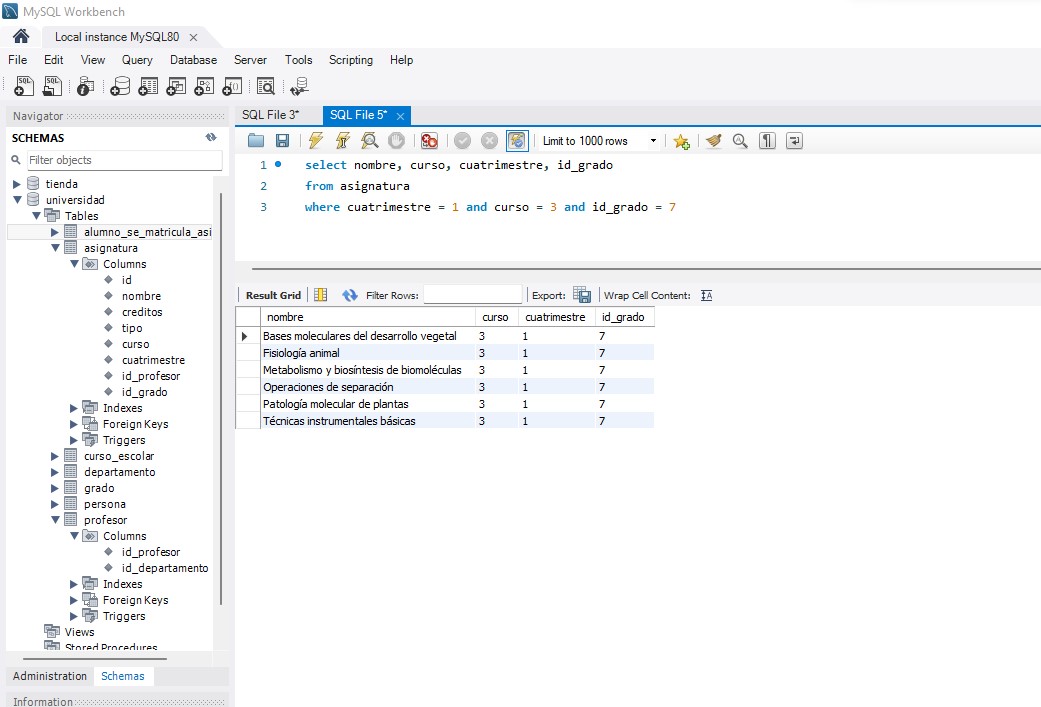 MySQL Workbench
Local instance MySQL80
File Edit View Query Database Server Tools Scripting Help
Navigator
SCHEMAS
Filter objects
tienda
universidad
Tables
alumno_se_matricula_asi
asignatura
Columns
id
nombre
creditos
tipo
curso
cuatrimestre
id_profesor
id_grado
Indexes
Foreign Keys
Triggers
curso_escolar
departamento
grado
persona
profesor
Columns
id_profesor
id_departamento
Indexes
Foreign Keys
Triggers
Views
Stored Procedures
Administration Schemas
Information
SQL File 3* SQL File 5*
Limit to 1000 rows
1 select nombre, curso, cuatrimestre, id_grado
2 from asignatura
3 where cuatrimestre = 1 and curso = 3 and id_grado = 7
Result Grid Filter Rows: Export: Wrap Cell Content: IA
nombre curso cuatrimestre id_grado
Bases moleculares del desarrollo vegetal 3 1 7
Fisiología animal 3 1 7
Metabolismo y biosíntesis de biomoléculas 3 1 7
Operaciones de separación 3 1 7
Patología molecular de plantas 3 1 7
Técnicas instrumentales básicas 3 1 7